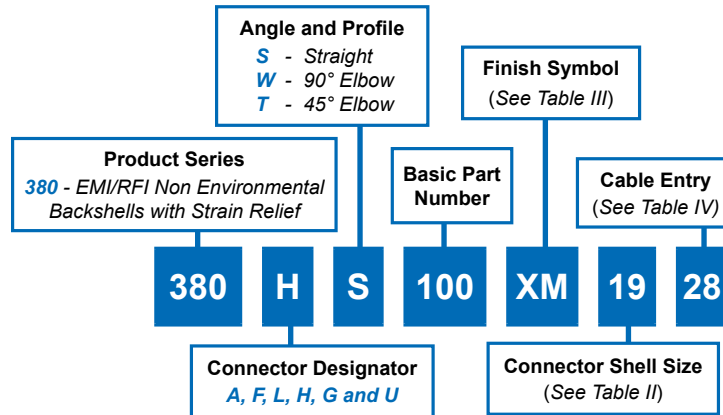 Angle and Profile
S - Straight
W - 90° Elbow
T - 45° Elbow
Finish Symbol
(See Table III)
Product Series
380 - EMI/RFI Non Environmental
Backshells with Strain Relief
Basic Part
Number
Cable Entry
(See Table IV)
380 H S 100 XM 19 28
Connector Designator
A, F, L, H, G and U
Connector Shell Size
(See Table II)